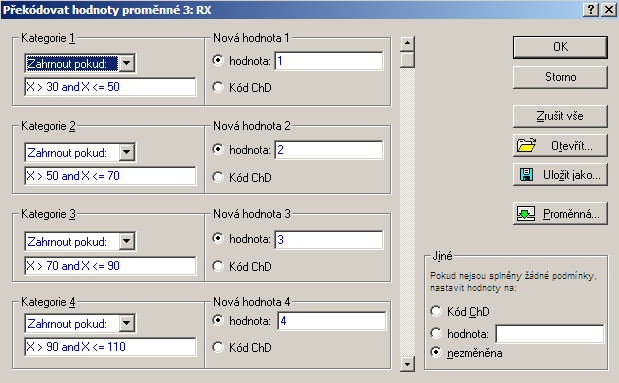 Překódovat hodnoty proměnné 3: RX
Kategorie 1
Zahrnout pokud:
X > 30 and X <= 50
Nová hodnota 1
hodnota: 1
Kód ChD
Kategorie 2
Zahrnout pokud:
X > 50 and X <= 70
Nová hodnota 2
hodnota: 2
Kód ChD
Kategorie 3
Zahrnout pokud:
X > 70 and X <= 90
Nová hodnota 3
hodnota: 3
Kód ChD
Kategorie 4
Zahrnout pokud:
X > 90 and X <= 110
Nová hodnota 4
hodnota: 4
Kód ChD
OK
Storno
Zrušit vše
Otevřít...
Uložit jako...
Proměnná...
Jiné
Pokud nejsou splněny žádné podmínky,
nastavit hodnoty na:
Kód ChD
hodnota:
nezměněna